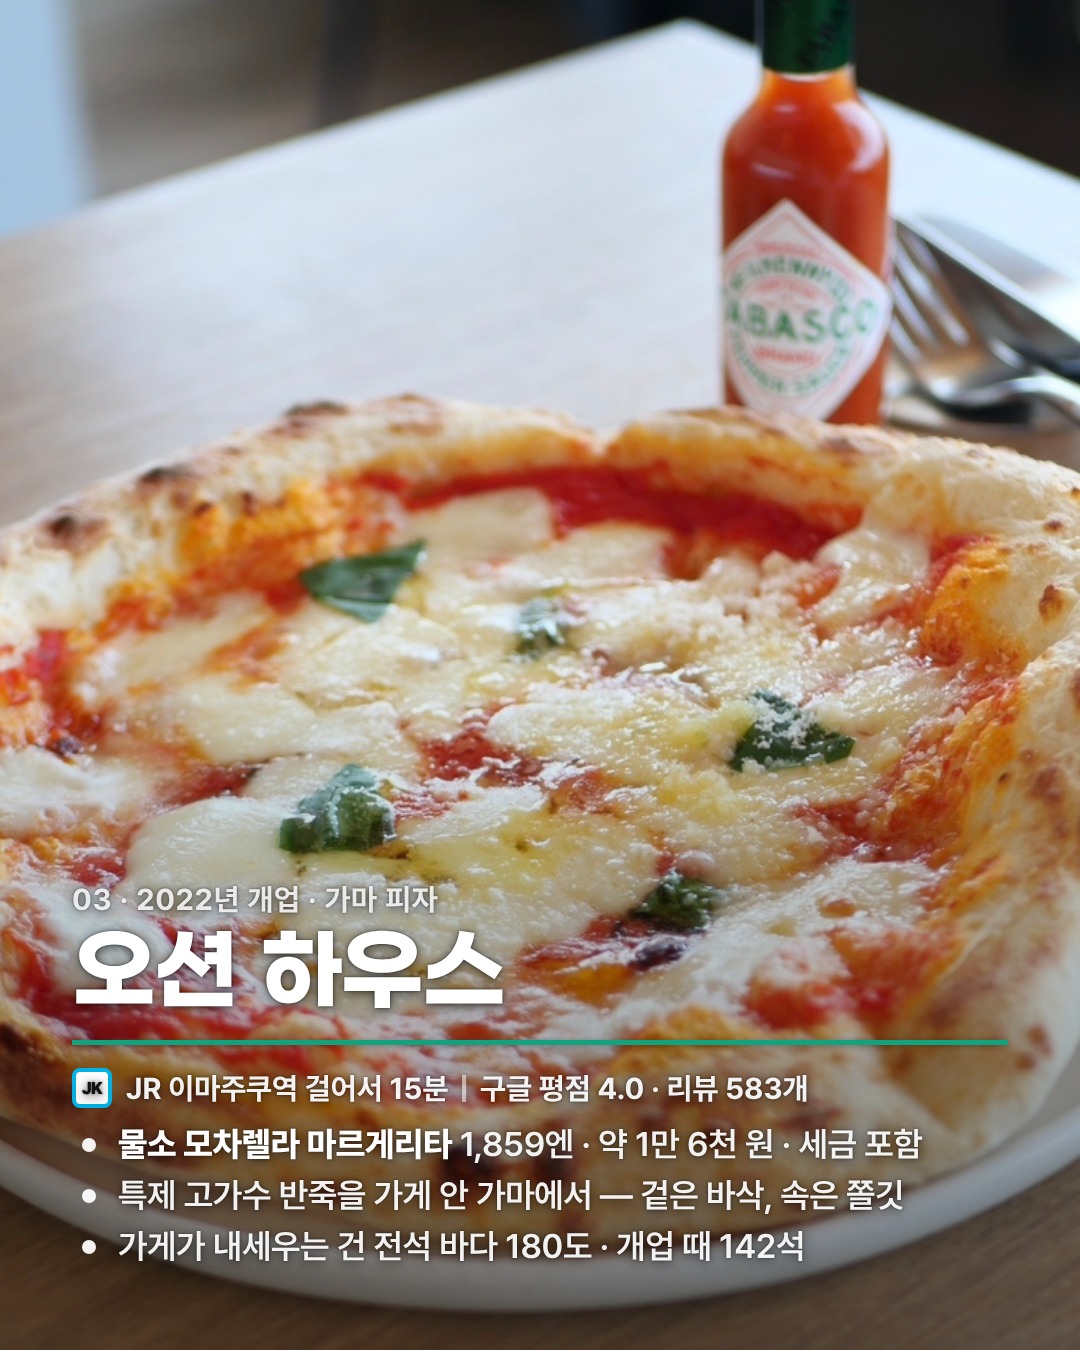 ABASCO
03 · 2022년 개업 · 가마 피자
오션 하우스
JK JR 이마주쿠역 걸어서 15분 | 구글 평점 4.0 · 리뷰 583개
• 물소 모차렐라 마르게리타 1,859엔 · 약 1만 6천 원 · 세금 포함
• 특제 고가수 반죽을 가게 안 가마에서 — 겉은 바삭, 속은 쫄깃
• 가게가 내세우는 건 전석 바다 180도 · 개업 때 142석